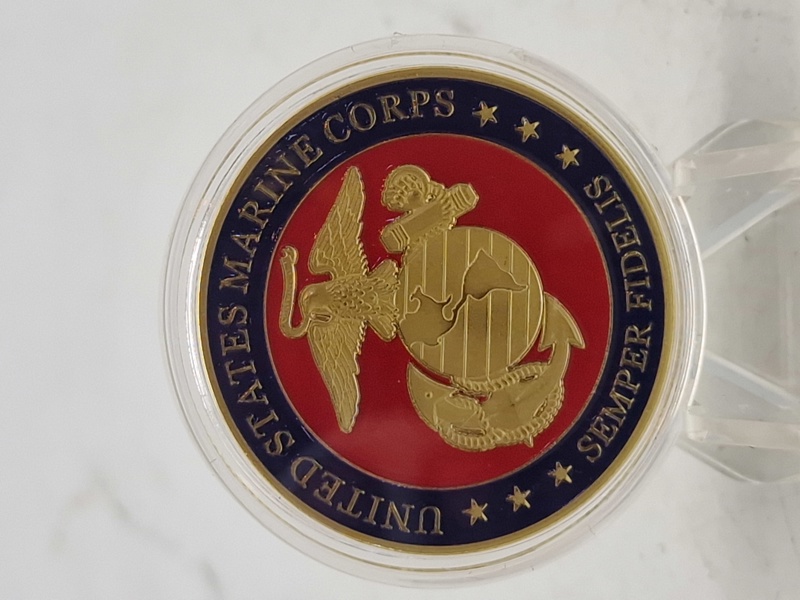 UNITED STATES MARINE CORPS
SEMPER FIDELIS